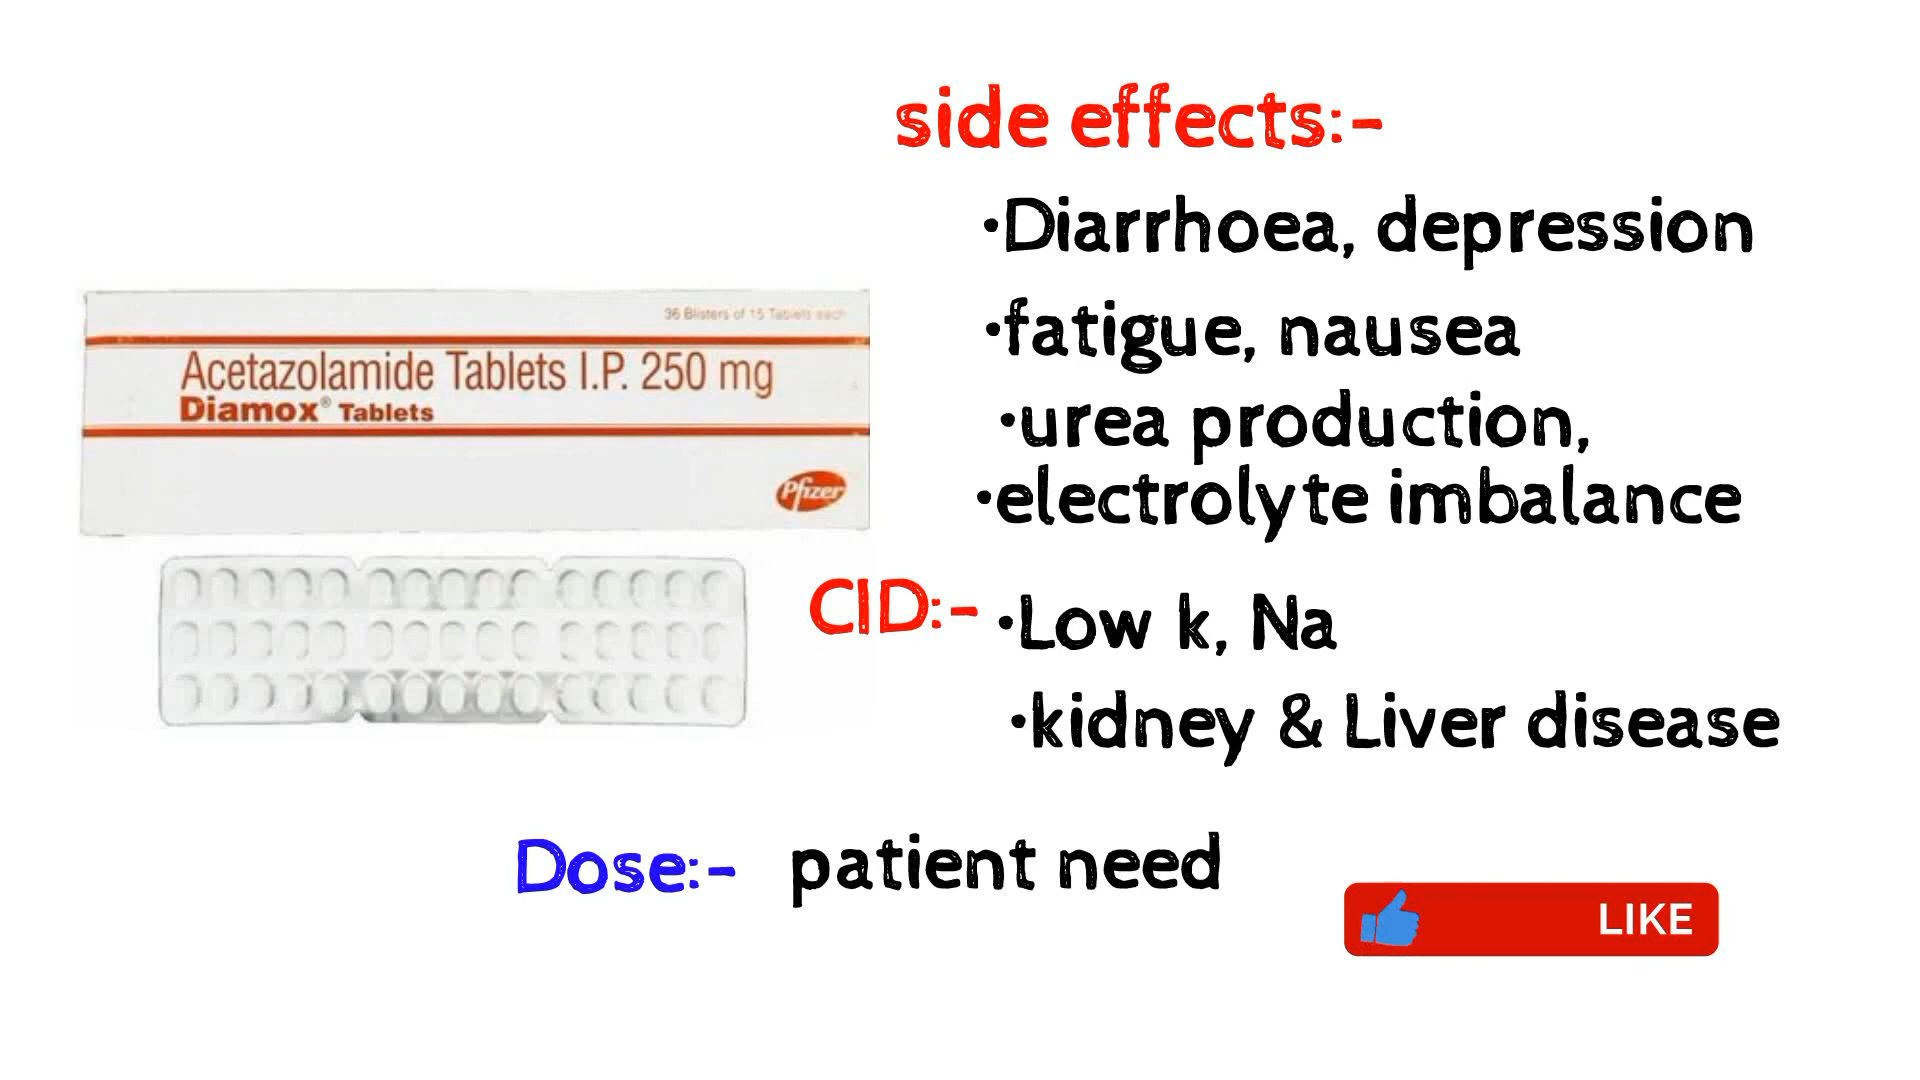 side effects:-
•Diarrhoea, depression
•fatigue, nausea
•urea production,
•electrolyte imbalance
CID:- •Low k, Na
•kidney & Liver disease
Dose:- patient need
LIKE
36 Blisters of 15 Tablets each
Acetazolamide Tablets I.P. 250 mg
Diamox® Tablets
Pfizer